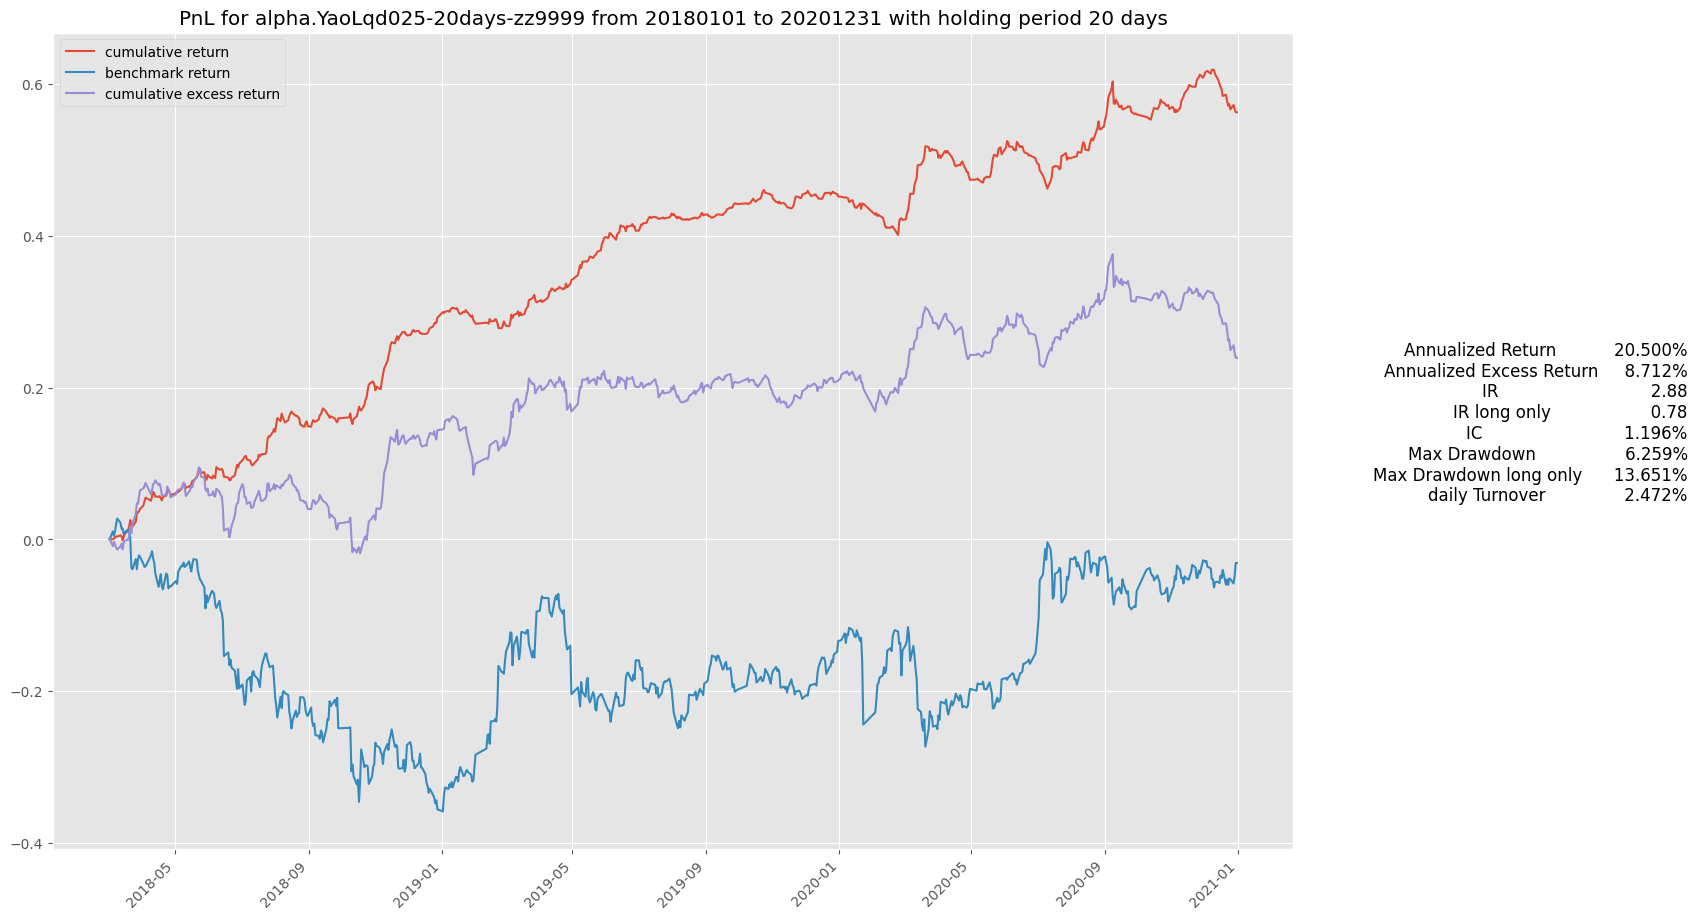 PnL for alpha.YaoLqd025-20days-zz9999 from 20180101 to 20201231 with holding period 20 days
cumulative return
benchmark return
cumulative excess return
0.6
0.4
0.2
0.0
−0.2
−0.4
2018-05
2018-09
2019-01
2019-05
2019-09
2020-01
2020-05
2020-09
2021-01
Annualized Return 20.500%
Annualized Excess Return 8.712%
IR 2.88
IR long only 0.78
IC 1.196%
Max Drawdown 6.259%
Max Drawdown long only 13.651%
daily Turnover 2.472%